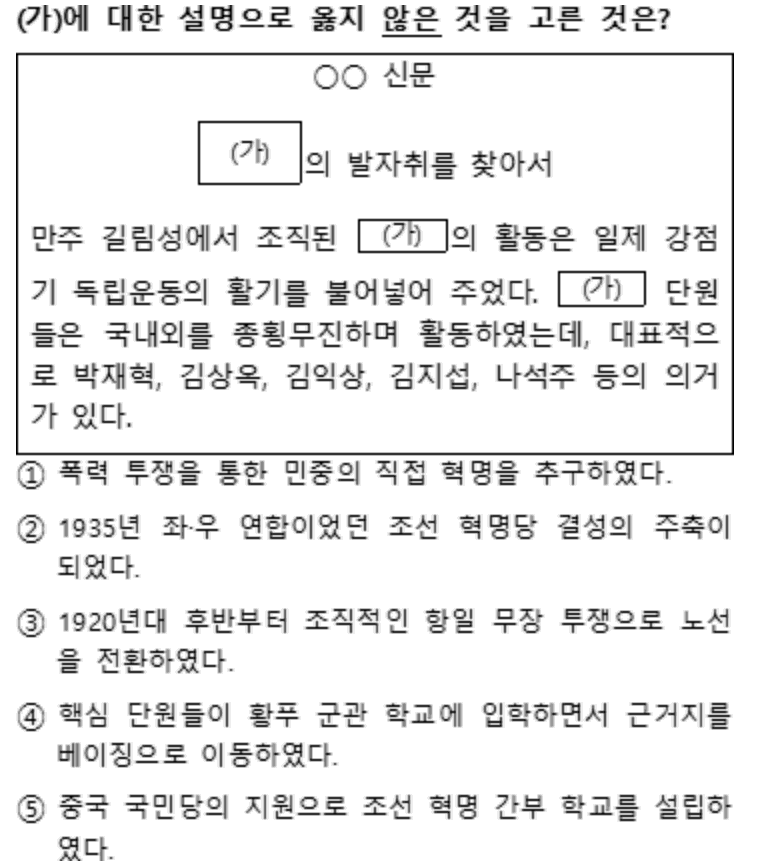 (가)에 대한 설명으로 옳지 않은 것을 고른 것은?
○○ 신문
(가)의 발자취를 찾아서
만주 길림성에서 조직된 (가)의 활동은 일제 강점
기 독립운동의 활기를 불어넣어 주었다. (가) 단원
들은 국내외를 종횡무진하며 활동하였는데, 대표적으
로 박재혁, 김상옥, 김익상, 김지섭, 나석주 등의 의거
가 있다.
① 폭력 투쟁을 통한 민중의 직접 혁명을 추구하였다.
② 1935년 좌·우 연합이었던 조선 혁명당 결성의 주축이
되었다.
③ 1920년대 후반부터 조직적인 항일 무장 투쟁으로 노선
을 전환하였다.
④ 핵심 단원들이 황푸 군관 학교에 입학하면서 근거지를
베이징으로 이동하였다.
⑤ 중국 국민당의 지원으로 조선 혁명 간부 학교를 설립하
였다.